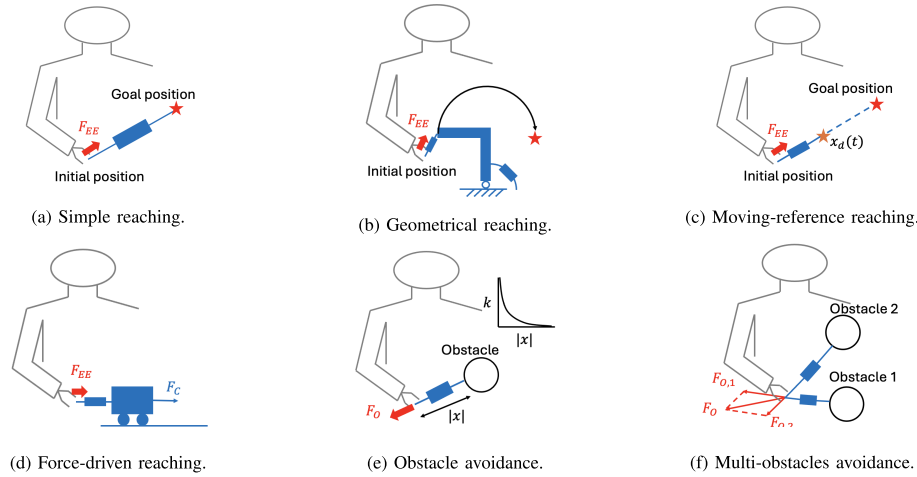 Goal position
F_EE
Initial position
(a) Simple reaching.
F_EE
Initial position
(b) Geometrical reaching.
Goal position
F_EE
x_d(t)
Initial position
(c) Moving-reference reaching.
F_EE
F_C
(d) Force-driven reaching.
k
|x|
Obstacle
F_O
|x|
(e) Obstacle avoidance.
Obstacle 2
Obstacle 1
F_O,1
F_O
F_O,2
(f) Multi-obstacles avoidance.